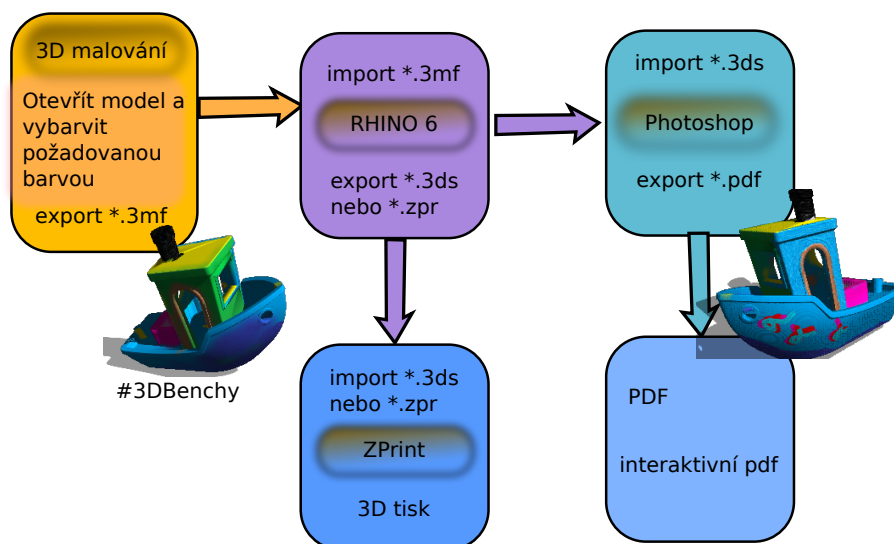 3D malování
Otevřít model a
vybarvit
požadovanou
barvou
export *.3mf
#3DBenchy
import *.3mf
RHINO 6
export *.3ds
nebo *.zpr
import *.3ds
nebo *.zpr
ZPrint
3D tisk
import *.3ds
Photoshop
export *.pdf
PDF
interaktivní pdf